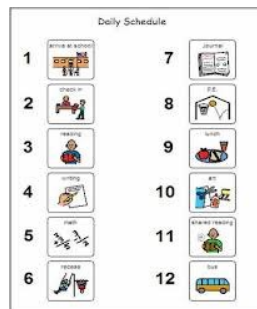 Daily Schedule
1
arrive at school
2
check in
3
reading
4
writing
5
math
6
recess
7
journal
8
P.E.
9
lunch
10
art
11
shared reading
12
bus